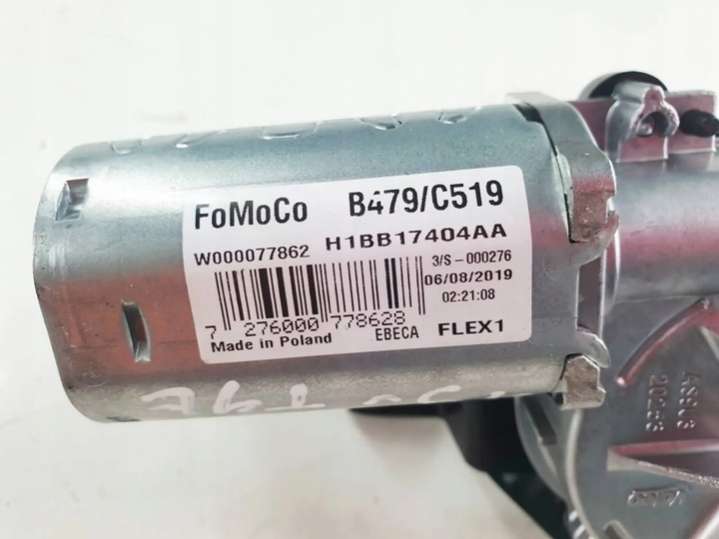 FoMoCo B479/C519
W000077862 H1BB17404AA
3/S-000276
06/08/2019
02:21:08
7 276000 778628
EBECA FLEX1
Made in Poland